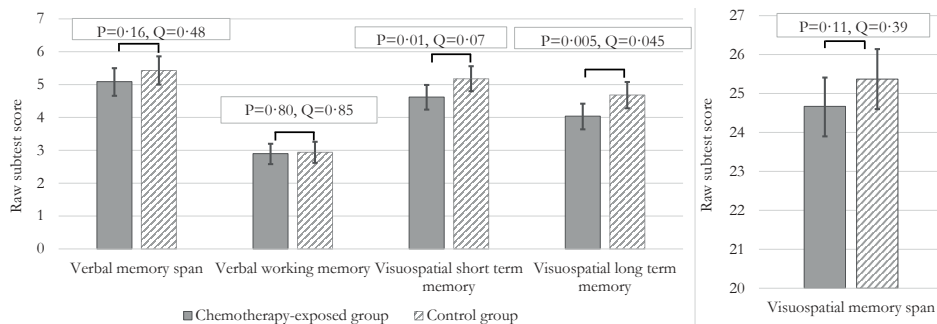 P=0·16, Q=0·48
P=0·80, Q=0·85
P=0·01, Q=0·07
P=0·005, Q=0·045
Raw subtest score
7
6
5
4
3
2
1
0
Verbal memory span
Verbal working memory
Visuospatial short term
memory
Visuospatial long term
memory
Chemotherapy-exposed group
Control group
P=0·11, Q=0·39
Raw subtest score
27
26
25
24
23
22
21
20
Visuospatial memory span